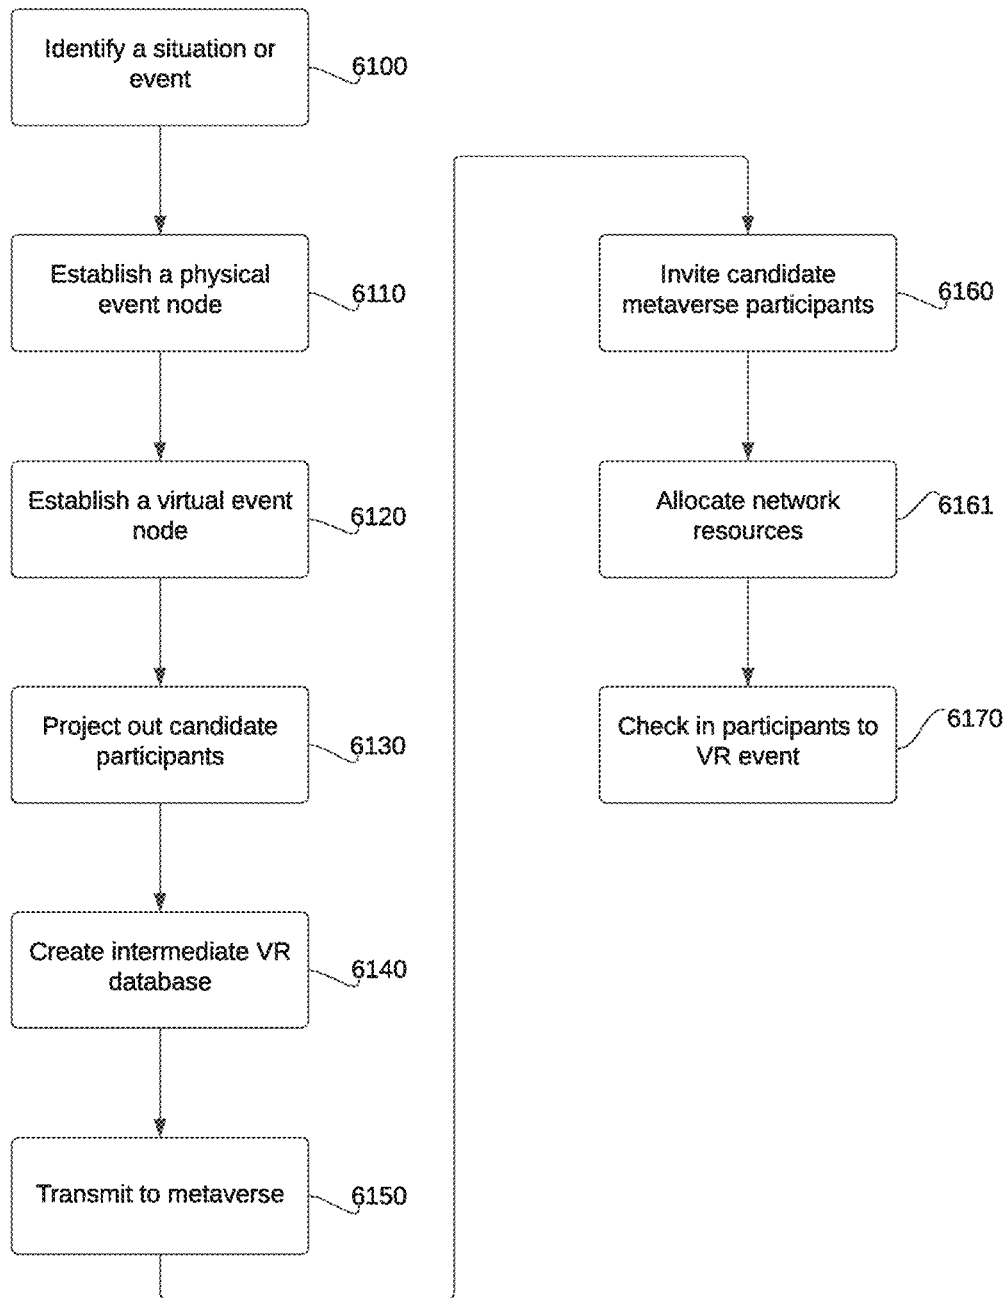 Identify a situation or
event
6100
Establish a physical
event node
6110
Establish a virtual event
node
6120
Project out candidate
participants
6130
Create intermediate VR
database
6140
Transmit to metaverse
6150
Invite candidate
metaverse participants
6160
Allocate network
resources
6161
Check in participants to
VR event
6170